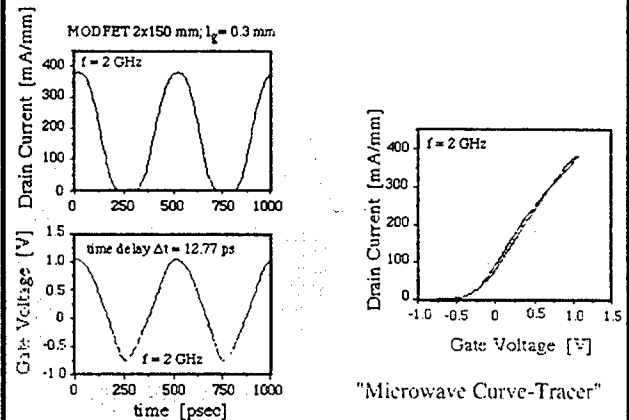 MODFET 2x150 mm; lg= 0.3 mm
Drain Current [mA/mm]
f = 2 GHz
400
300
200
100
0
0 250 500 750 1000
Gate Voltage [V]
time delay Δt = 12.77 ps
1.5
1.0
0.5
0
-0.5
-1.0
f = 2 GHz
0 250 500 750 1000
time [psec]
Drain Current [mA/mm]
f = 2 GHz
400
300
200
100
0
-1.0 -0.5 0 0.5 1.0 1.5
Gate Voltage [V]
"Microwave Curve-Tracer"